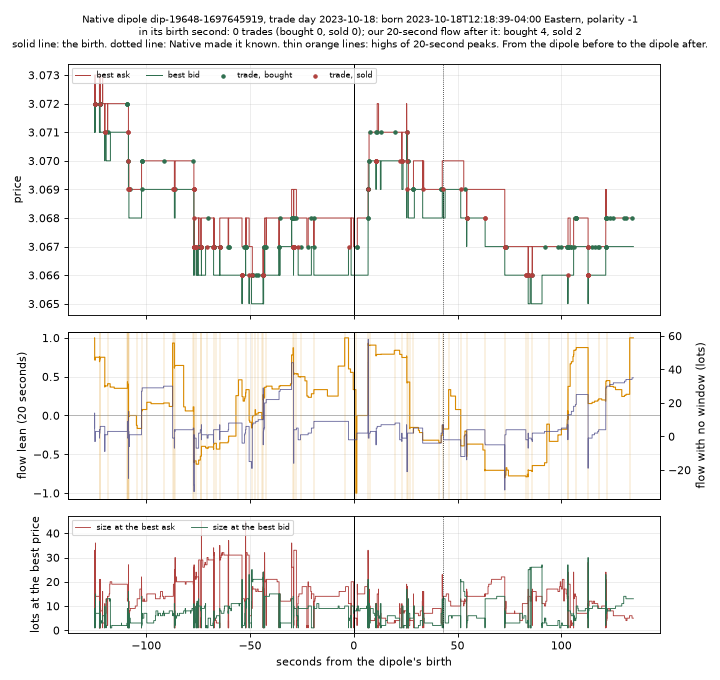 Native dipole dip-19648-1697645919, trade day 2023-10-18: born 2023-10-18T12:18:39-04:00 Eastern, polarity -1
in its birth second: 0 trades (bought 0, sold 0); our 20-second flow after it: bought 4, sold 2
solid line: the birth. dotted line: Native made it known. thin orange lines: highs of 20-second peaks. From the dipole before to the dipole after.
best ask best bid trade, bought trade, sold
3.073
3.072
3.071
3.070
3.069
3.068
3.067
3.066
3.065
price
1.0
0.5
0.0
−0.5
−1.0
flow lean (20 seconds)
60
40
20
0
−20
flow with no window (lots)
size at the best ask size at the best bid
40
30
20
10
0
lots at the best price
−100 −50 0 50 100
seconds from the dipole's birth